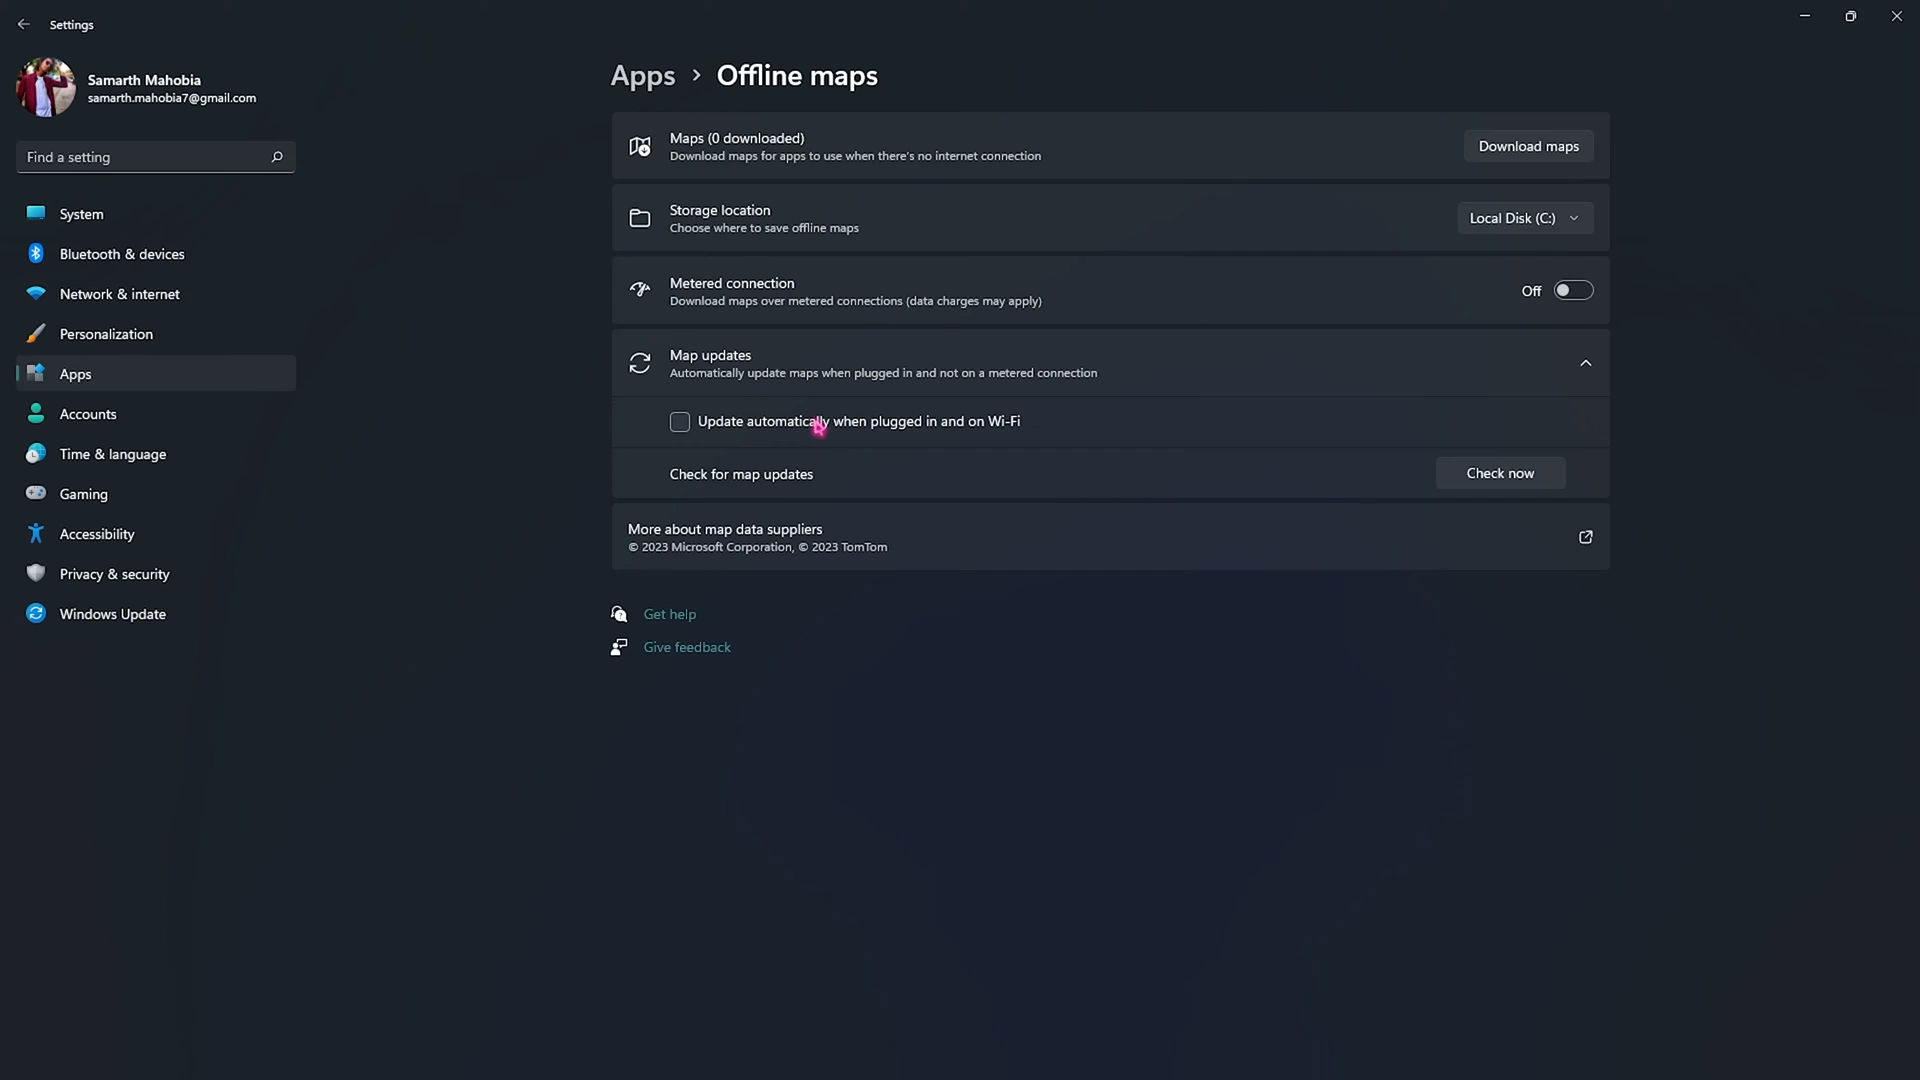 Settings
Samarth Mahobia
samarth.mahobia7@gmail.com
Find a setting
System
Bluetooth & devices
Network & internet
Personalization
Apps
Accounts
Time & language
Gaming
Accessibility
Privacy & security
Windows Update
Apps > Offline maps
Maps (0 downloaded)
Download maps for apps to use when there's no internet connection
Download maps
Storage location
Choose where to save offline maps
Local Disk (C:)
Metered connection
Download maps over metered connections (data charges may apply)
Off
Map updates
Automatically update maps when plugged in and not on a metered connection
Update automatically when plugged in and on Wi-Fi
Check for map updates
Check now
More about map data suppliers
© 2023 Microsoft Corporation, © 2023 TomTom
Get help
Give feedback